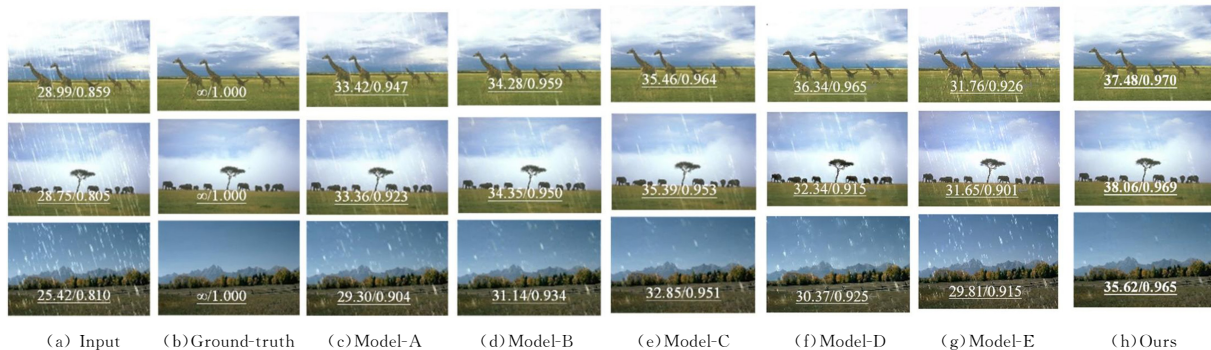 28.99/0.859 ∞/1.000 33.42/0.947 34.28/0.959 35.46/0.964 36.34/0.965 31.76/0.926 37.48/0.970
28.75/0.805 ∞/1.000 33.36/0.923 34.35/0.950 35.39/0.953 32.34/0.915 31.65/0.901 38.06/0.969
25.42/0.810 ∞/1.000 29.30/0.904 31.14/0.934 32.85/0.951 30.37/0.925 29.81/0.915 35.62/0.965
(a) Input (b)Ground-truth (c)Model-A (d)Model-B (e)Model-C (f)Model-D (g)Model-E (h)Ours